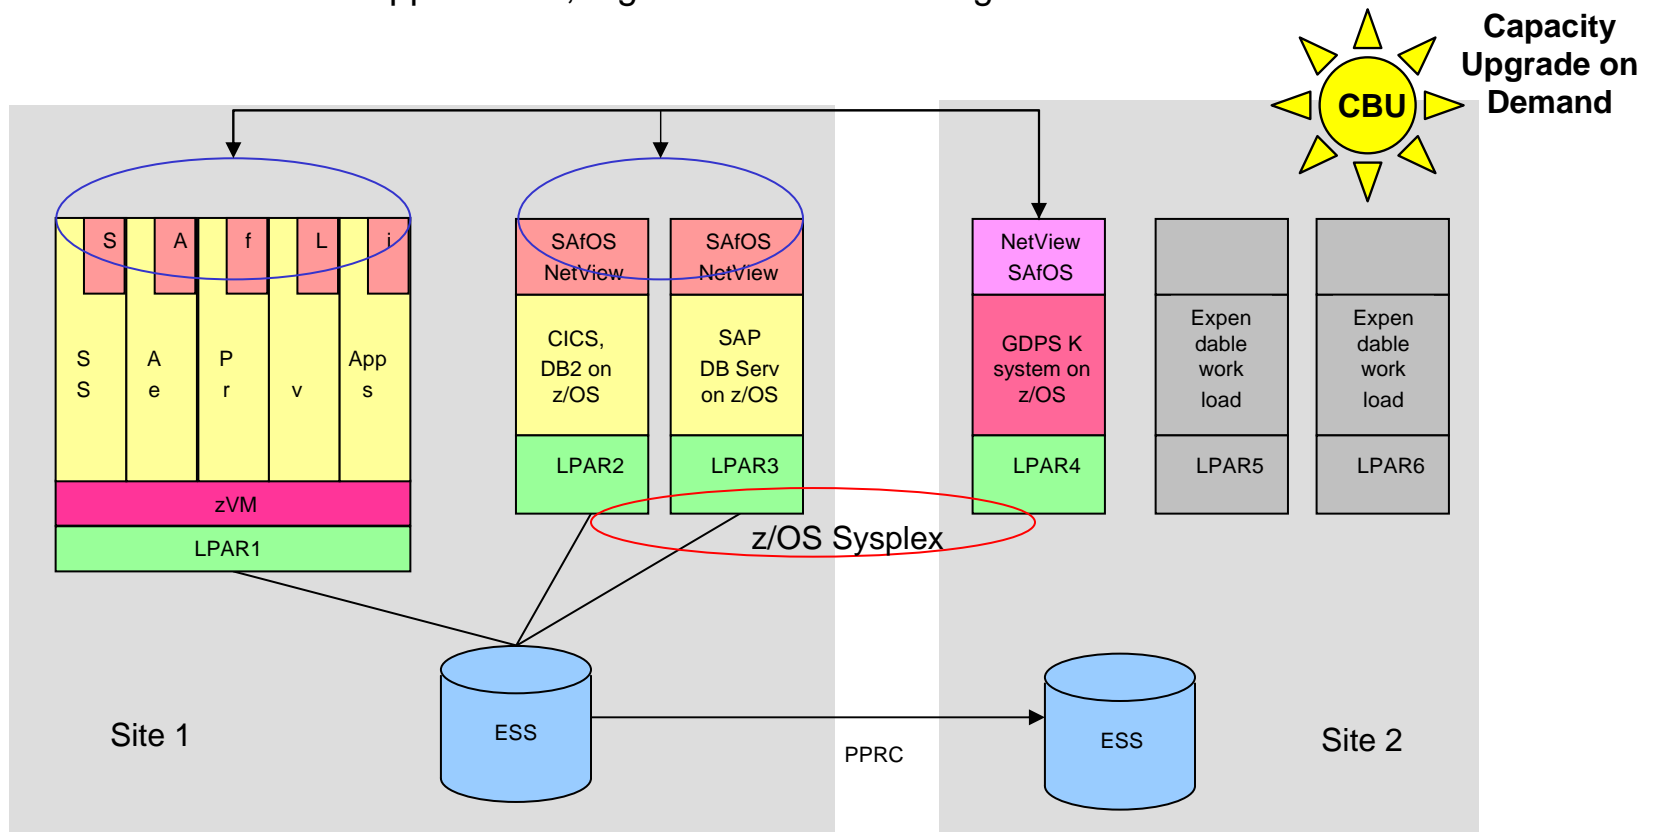 Capacity
Upgrade on
Demand
CBU
S A f L i
SAfOS
NetView
SAfOS
NetView
NetView
SAfOS
S A P v App
S e r s
CICS,
DB2 on
z/OS
SAP
DB Serv
on z/OS
GDPS K
system on
z/OS
Expen
dable
work
load
Expen
dable
work
load
zVM
LPAR1
LPAR2
LPAR3
LPAR4
LPAR5
LPAR6
z/OS Sysplex
Site 1
ESS
PPRC
ESS
Site 2